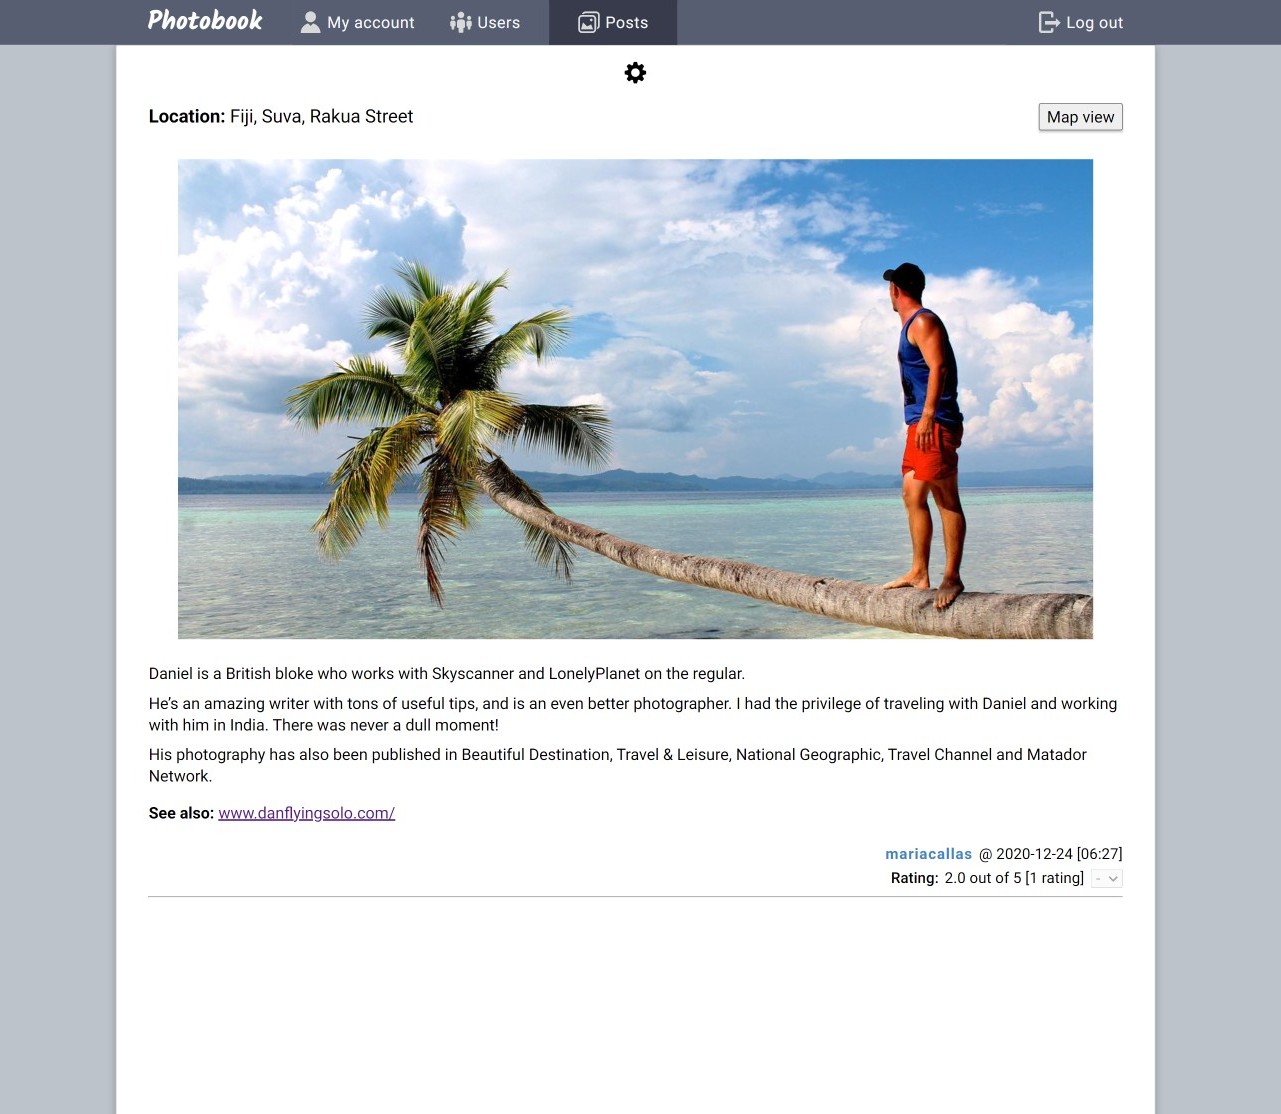 Photobook My account Users Posts Log out
Location: Fiji, Suva, Rakua Street Map view
Daniel is a British bloke who works with Skyscanner and LonelyPlanet on the regular.
He’s an amazing writer with tons of useful tips, and is an even better photographer. I had the privilege of traveling with Daniel and working
with him in India. There was never a dull moment!
His photography has also been published in Beautiful Destination, Travel & Leisure, National Geographic, Travel Channel and Matador
Network.
See also: www.danflyingsolo.com/
mariacallas @ 2020-12-24 [06:27]
Rating: 2.0 out of 5 [1 rating] -